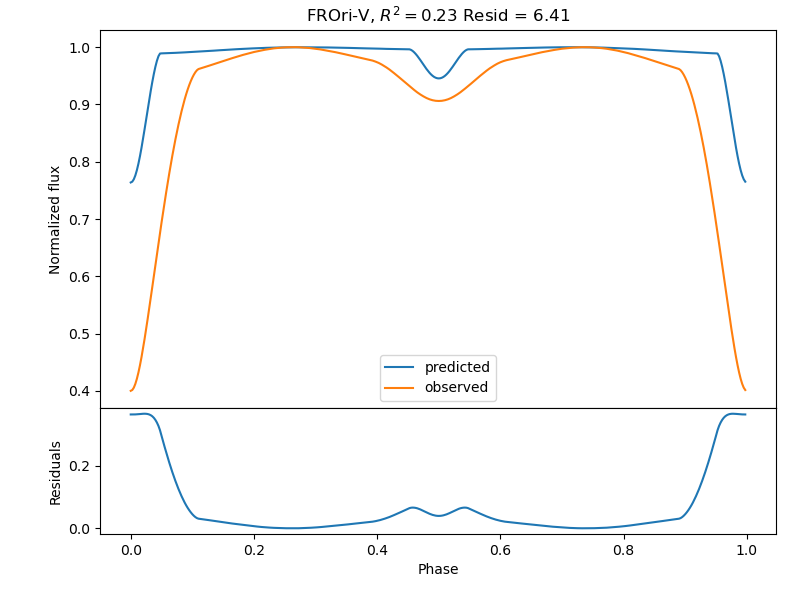 FROri-V, $R^2 = 0.23$ Resid = 6.41
1.0
0.9
0.8
0.7
0.6
0.5
0.4
Normalized flux
predicted
observed
0.2
0.0
Residuals
0.0 0.2 0.4 0.6 0.8 1.0
Phase